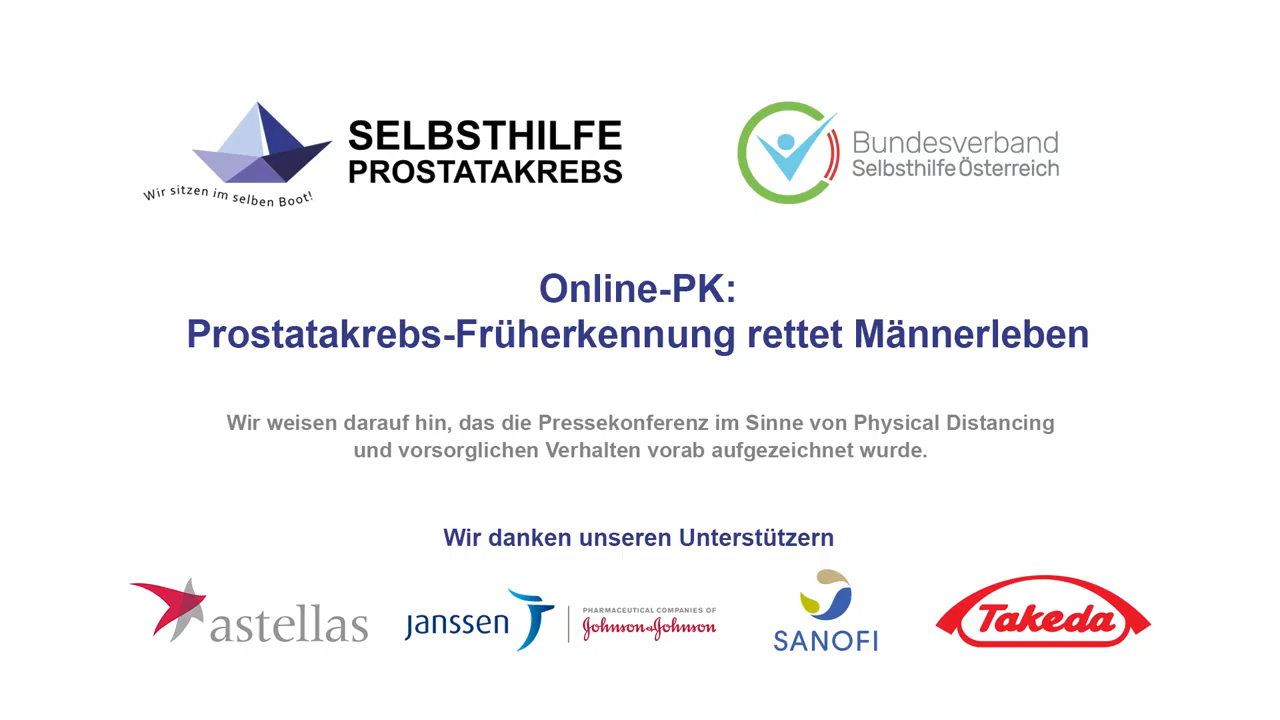 SELBSTHILFE
PROSTATAKREBS
Wir sitzen im selben Boot!
Bundesverband
Selbsthilfe Österreich
Online-PK:
Prostatakrebs-Früherkennung rettet Männerleben
Wir weisen darauf hin, das die Pressekonferenz im Sinne von Physical Distancing
und vorsorglichen Verhalten vorab aufgezeichnet wurde.
Wir danken unseren Unterstützern
astellas
janssen
PHARMACEUTICAL COMPANIES OF
Johnson & Johnson
SANOFI
Takeda